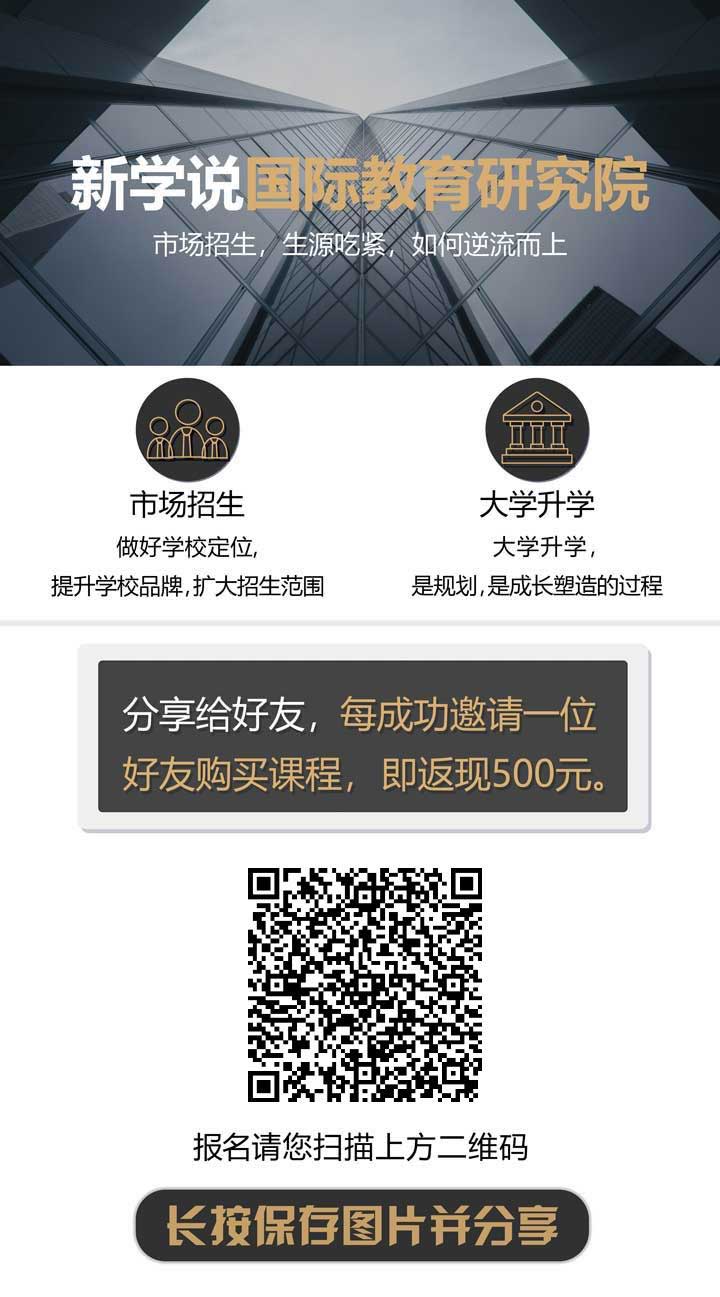 新学说国际教育研究院
市场招生，生源吃紧，如何逆流而上
市场招生
做好学校定位,
提升学校品牌,扩大招生范围
大学升学
大学升学,
是规划,是成长塑造的过程
分享给好友，每成功邀请一位
好友购买课程，即返现500元。
报名请您扫描上方二维码
长按保存图片并分享